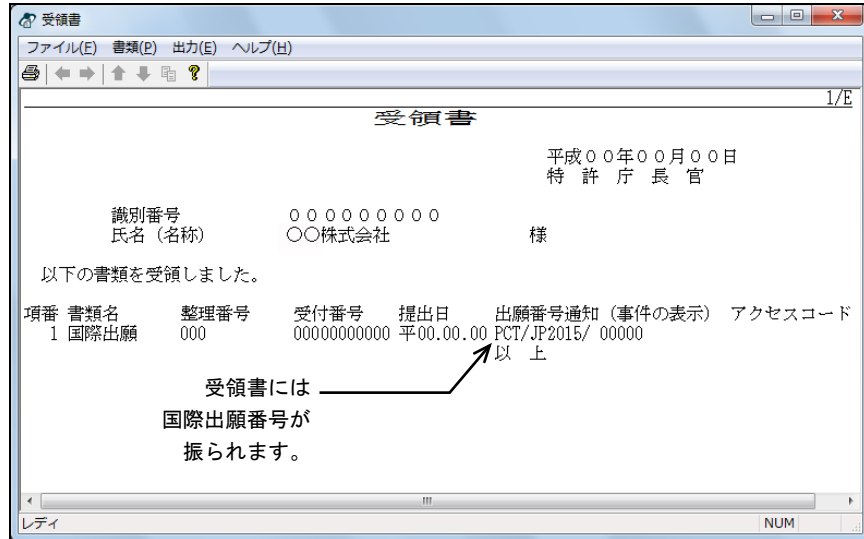 受領書
ファイル(F) 書類(P) 出力(E) ヘルプ(H)
1/E
受領書
平成００年００月００日
特 許 庁 長 官
識別番号 ０００００００００
氏名（名称） ○○株式会社 様
以下の書類を受領しました。
項番 書類名 整理番号 受付番号 提出日 出願番号通知（事件の表示） アクセスコード
1 国際出願 000 00000000000 平00.00.00 PCT/JP2015/ 00000
以 上
受領書には
国際出願番号が
振られます。
レディ NUM